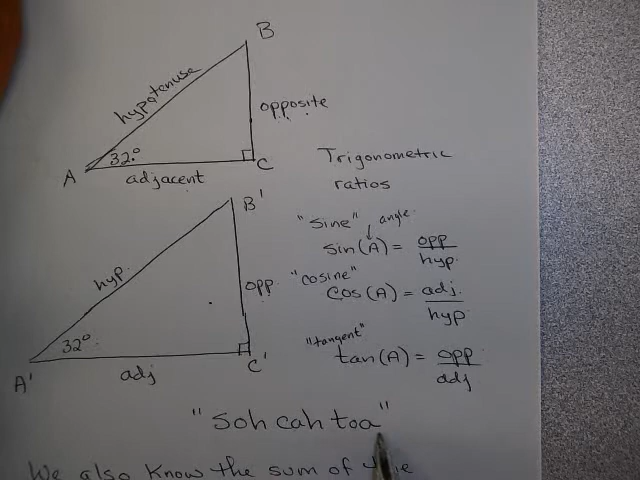 B
hypotenuse
opposite
32°
A
adjacent
C
Trigonometric
ratios
B'
hyp.
opp
32°
A'
adj
C'
"Sine" angle
sin(A) = opp/hyp.
"cosine"
cos(A) = adj./hyp
"tangent"
tan(A) = opp/adj
"Soh cah toa"
We also know the sum of the